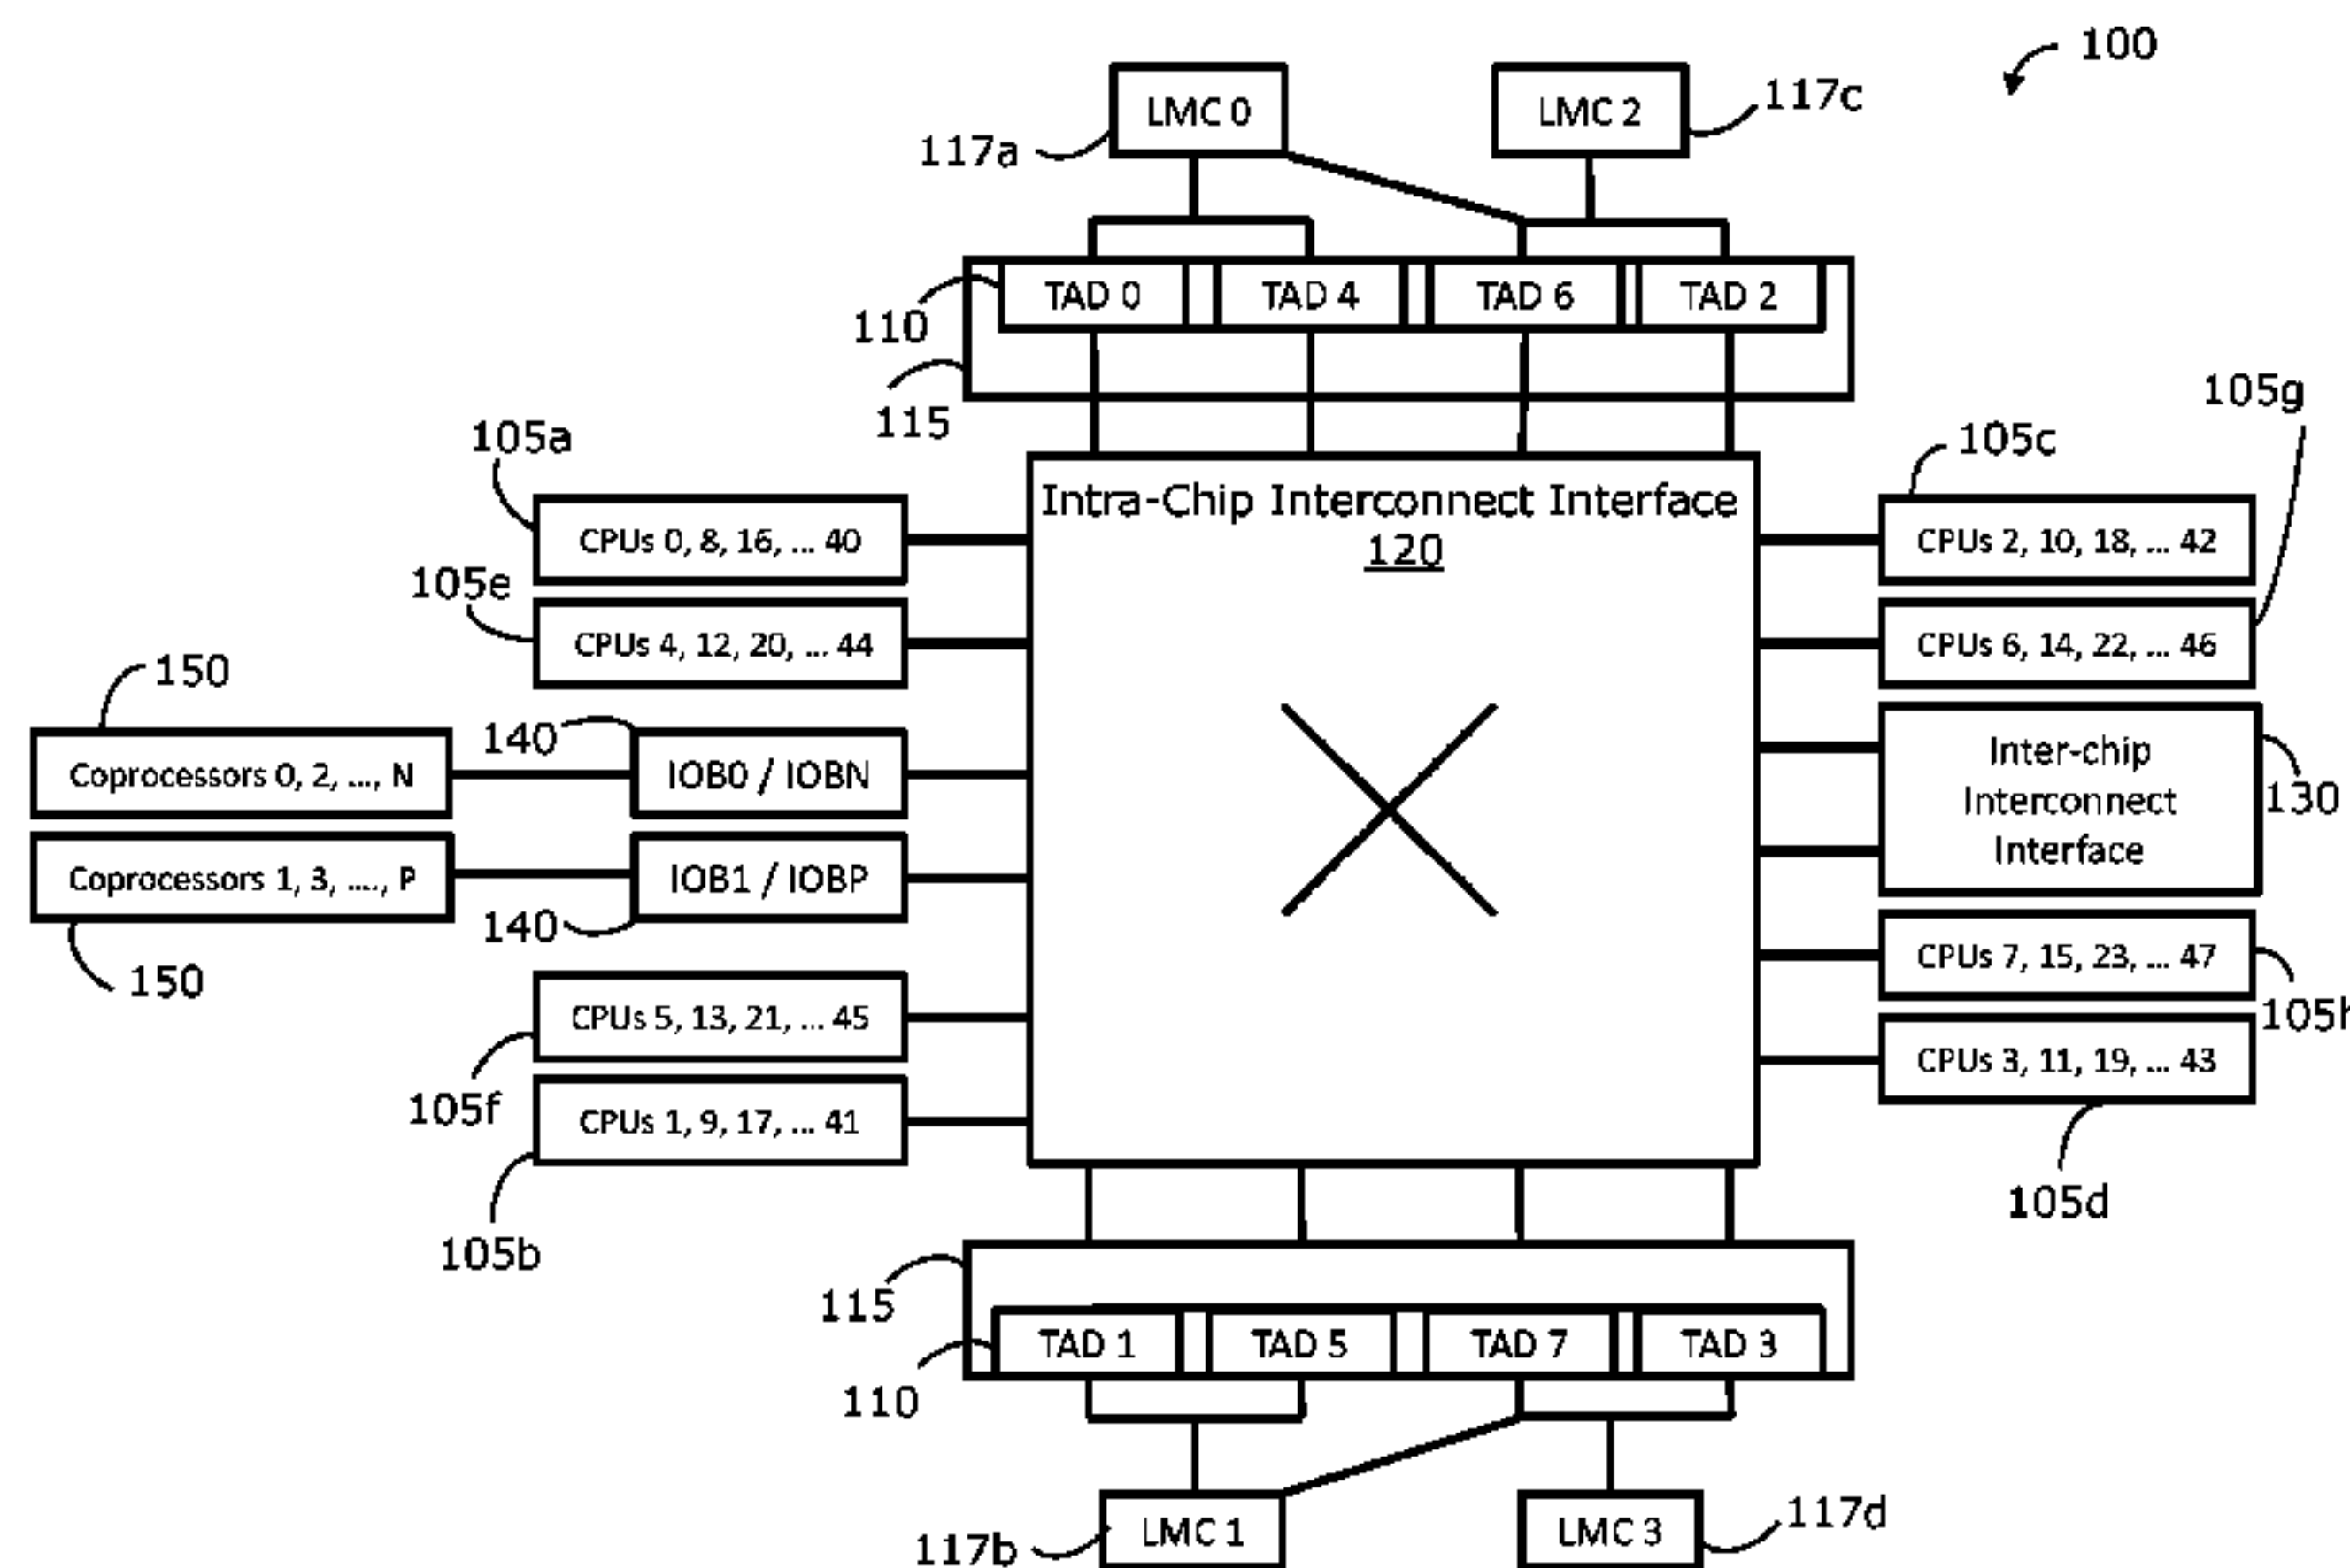 100
LMC 0
LMC 2
117c
117a
TAD 0
TAD 4
TAD 6
TAD 2
110
115
105g
105a
105c
Intra-Chip Interconnect Interface
120
CPUs 0, 8, 16, ... 40
CPUs 2, 10, 18, ... 42
105e
CPUs 4, 12, 20, ... 44
CPUs 6, 14, 22, ... 46
150
140
Coprocessors 0, 2, ..., N
IOB0 / IOBN
Inter-chip
Interconnect
Interface
130
Coprocessors 1, 3, ...., P
IOB1 / IOBP
140
150
CPUs 7, 15, 23, ... 47
105h
CPUs 5, 13, 21, ... 45
CPUs 3, 11, 19, ... 43
105f
CPUs 1, 9, 17, ... 41
105d
105b
115
TAD 1
TAD 5
TAD 7
TAD 3
110
LMC 1
LMC 3
117d
117b